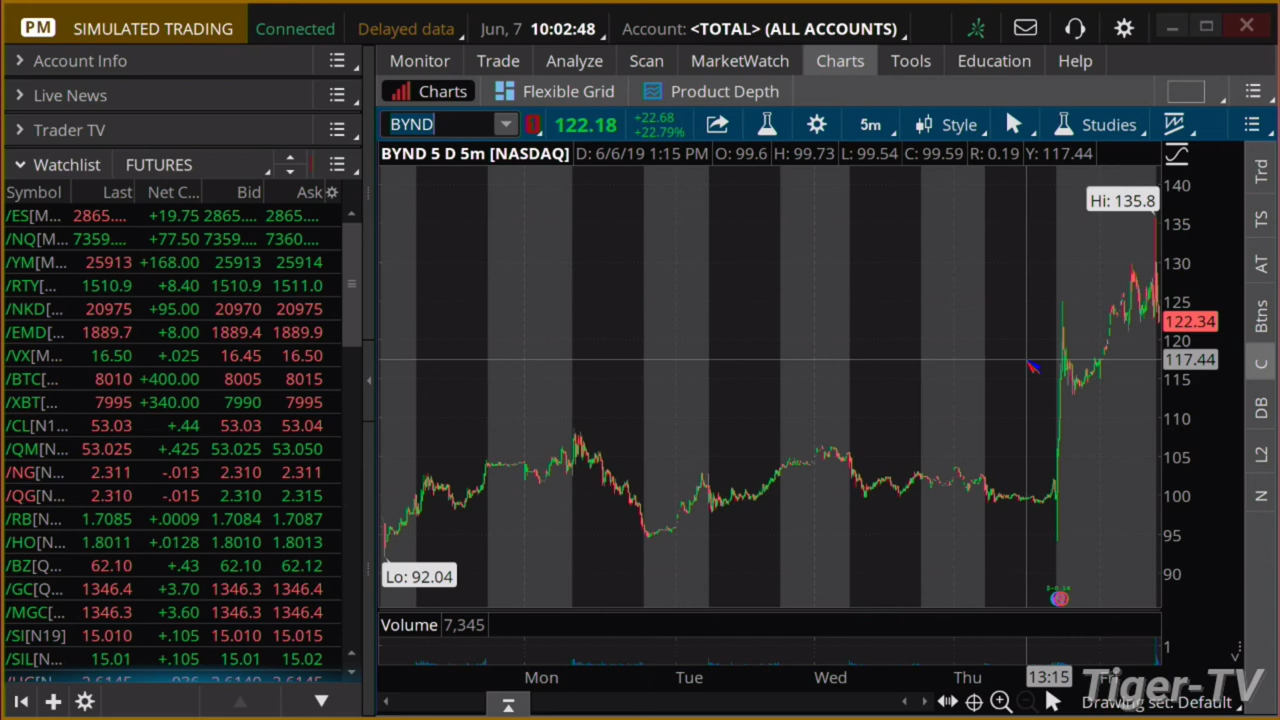 PM SIMULATED TRADING Connected Delayed data Jun, 7 10:02:48 Account: <TOTAL> (ALL ACCOUNTS)
Account Info
Live News
Trader TV
Watchlist FUTURES
Symbol Last Net C... Bid Ask
/ES[M... 2865.... +19.75 2865.... 2865....
/NQ[M... 7359.... +77.50 7359.... 7360....
/YM[M... 25913 +168.00 25913 25914
/RTY[... 1510.9 +8.40 1510.9 1511.0
/NKD[... 20975 +95.00 20970 20975
/EMD[... 1889.7 +8.00 1889.4 1889.9
/VX[M... 16.50 +.025 16.45 16.50
/BTC[... 8010 +400.00 8005 8015
/XBT[... 7995 +340.00 7990 7995
/CL[N1... 53.03 +.44 53.03 53.04
/QM[N... 53.025 +.425 53.025 53.050
/NG[N... 2.311 -.013 2.310 2.311
/QG[N... 2.310 -.015 2.310 2.315
/RB[N... 1.7085 +.0009 1.7084 1.7087
/HO[N... 1.8011 +.0128 1.8010 1.8013
/BZ[N... 62.10 +.43 62.10 62.12
/GC[Q... 1346.4 +3.70 1346.3 1346.4
/MGC[... 1346.3 +3.60 1346.3 1346.4
/SI[N19] 15.010 +.105 15.010 15.015
/SIL[N... 15.01 +.105 15.01 15.02
Monitor Trade Analyze Scan MarketWatch Charts Tools Education Help
Charts Flexible Grid Product Depth
BYND 122.18 +22.68 +22.79% 5m Style Studies
BYND 5 D 5m [NASDAQ] D: 6/6/19 1:15 PM O: 99.6 H: 99.73 L: 99.54 C: 99.59 R: 0.19 Y: 117.44
Hi: 135.8
140
135
130
125
122.34
120
117.44
115
110
105
100
95
90
Lo: 92.04
Volume 7,345
1
Mon Tue Wed Thu 13:15 Fri
Drawing set: Default
Trd
TS
AT
Btns
C
DB
L2
N
Tiger-TV